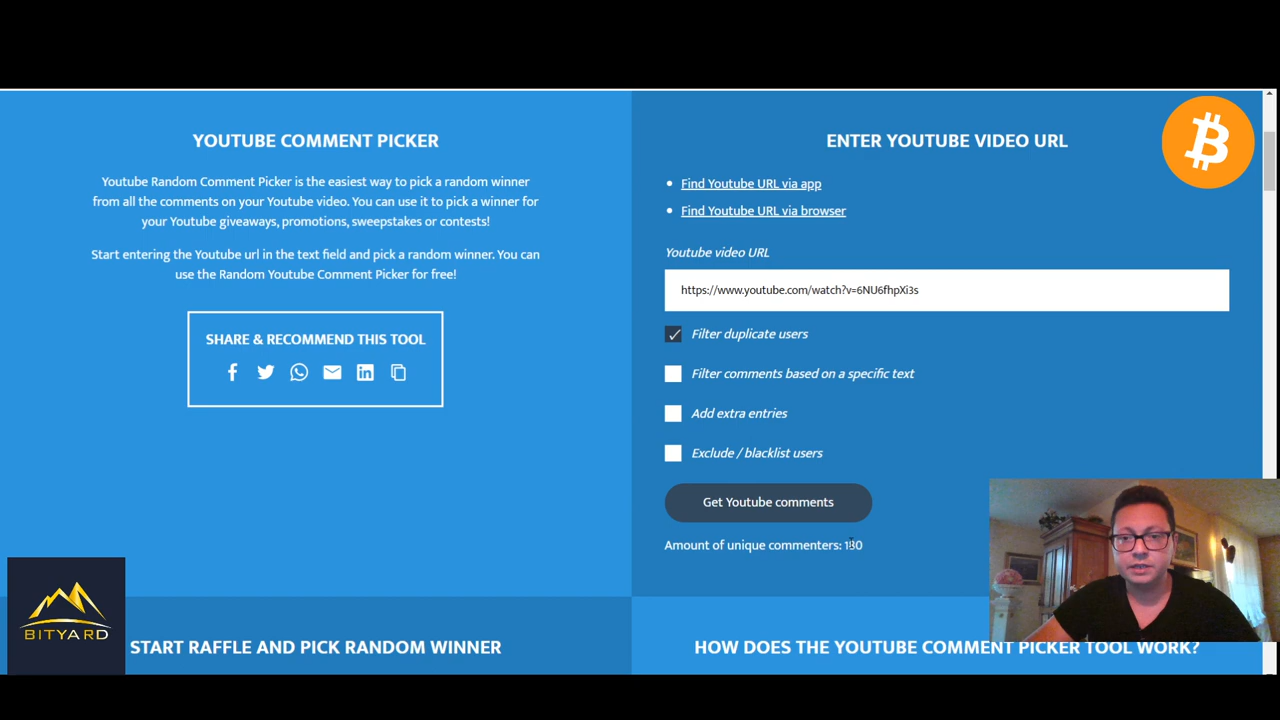 YOUTUBE COMMENT PICKER
Youtube Random Comment Picker is the easiest way to pick a random winner
from all the comments on your Youtube video. You can use it to pick a winner for
your Youtube giveaways, promotions, sweepstakes or contests!
Start entering the Youtube url in the text field and pick a random winner. You can
use the Random Youtube Comment Picker for free!
SHARE & RECOMMEND THIS TOOL
ENTER YOUTUBE VIDEO URL
Find Youtube URL via app
Find Youtube URL via browser
Youtube video URL
https://www.youtube.com/watch?v=6NU6fhpXi3s
Filter duplicate users
Filter comments based on a specific text
Add extra entries
Exclude / blacklist users
Get Youtube comments
Amount of unique commenters:
BITYARD
START RAFFLE AND PICK RANDOM WINNER
HOW DOES THE YOUTUBE COMMENT PICKER TOOL WORK?